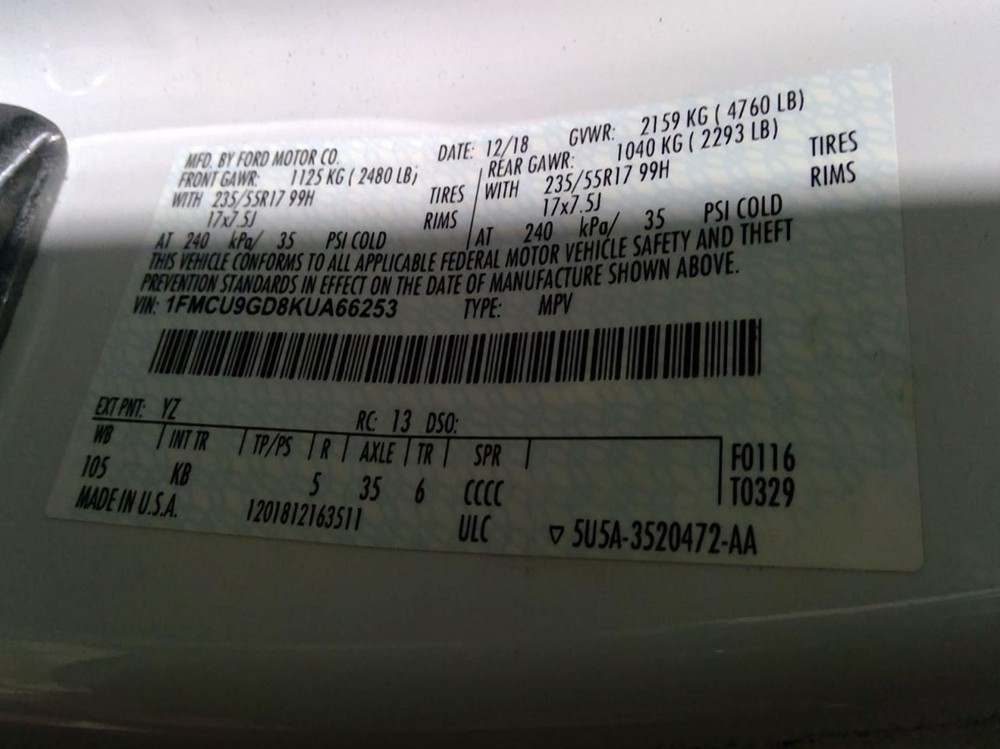 MFD. BY FORD MOTOR CO. DATE: 12/18 GVWR: 2159 KG ( 4760 LB)
FRONT GAWR: 1125 KG ( 2480 LB) REAR GAWR: 1040 KG ( 2293 LB)
WITH 235/55R17 99H TIRES WITH 235/55R17 99H TIRES
17x7.5J RIMS 17x7.5J RIMS
AT 240 kPa/ 35 PSI COLD AT 240 kPa/ 35 PSI COLD
THIS VEHICLE CONFORMS TO ALL APPLICABLE FEDERAL MOTOR VEHICLE SAFETY AND THEFT
PREVENTION STANDARDS IN EFFECT ON THE DATE OF MANUFACTURE SHOWN ABOVE.
VIN: 1FMCU9GD8KUA66253 TYPE: MPV
EXT PNT: YZ RC: 13 DSO:
WB INT TR TP/PS R AXLE TR SPR F0116
105 KB 5 35 6 CCCC T0329
MADE IN U.S.A. 1201812163511 ULC ▽ 5U5A-3520472-AA